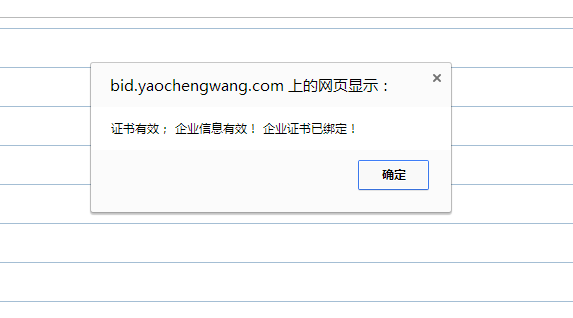 bid.yaochengwang.com 上的网页显示：
证书有效； 企业信息有效！ 企业证书已绑定！
确定